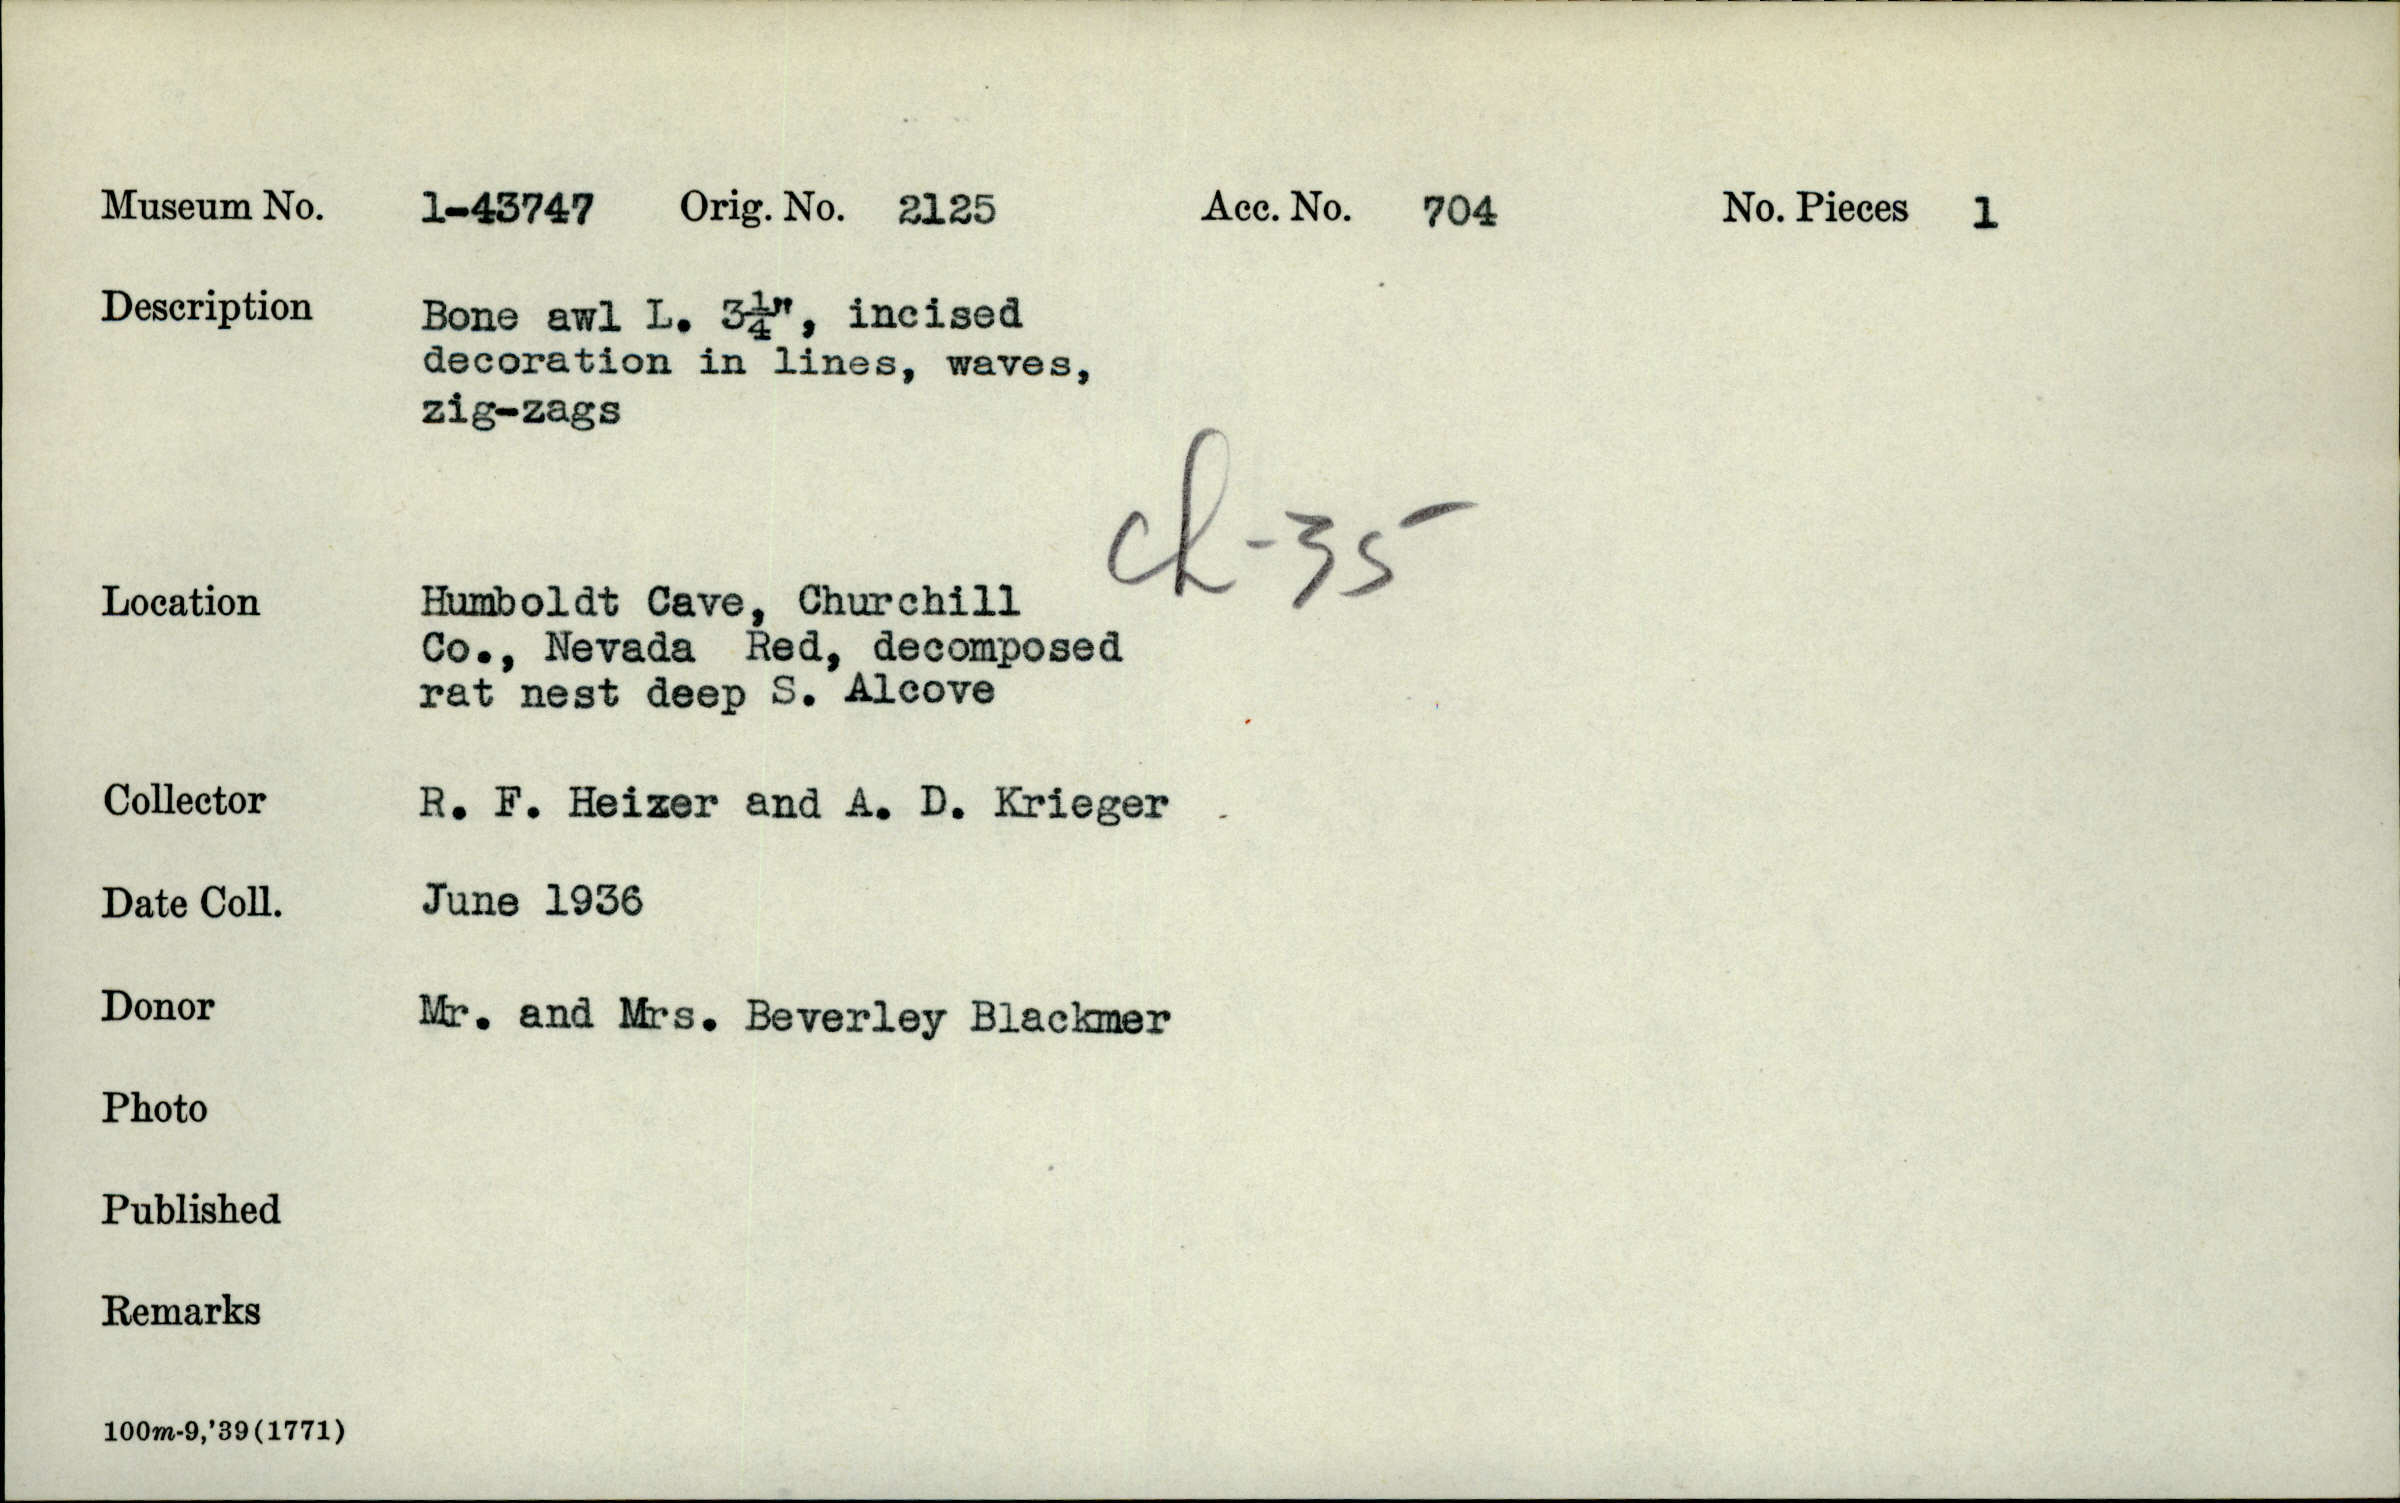 Museum No. 1-43747 Orig. No. 2125 Acc. No. 704 No. Pieces 1
Description Bone awl L. 3¼", incised
decoration in lines, waves,
zig-zags
Ch-35
Location Humboldt Cave, Churchill
Co., Nevada Red, decomposed
rat nest deep S. Alcove
Collector R. F. Heizer and A. D. Krieger
Date Coll. June 1936
Donor Mr. and Mrs. Beverley Blackmer
Photo
Published
Remarks
100m-9,'39(1771)